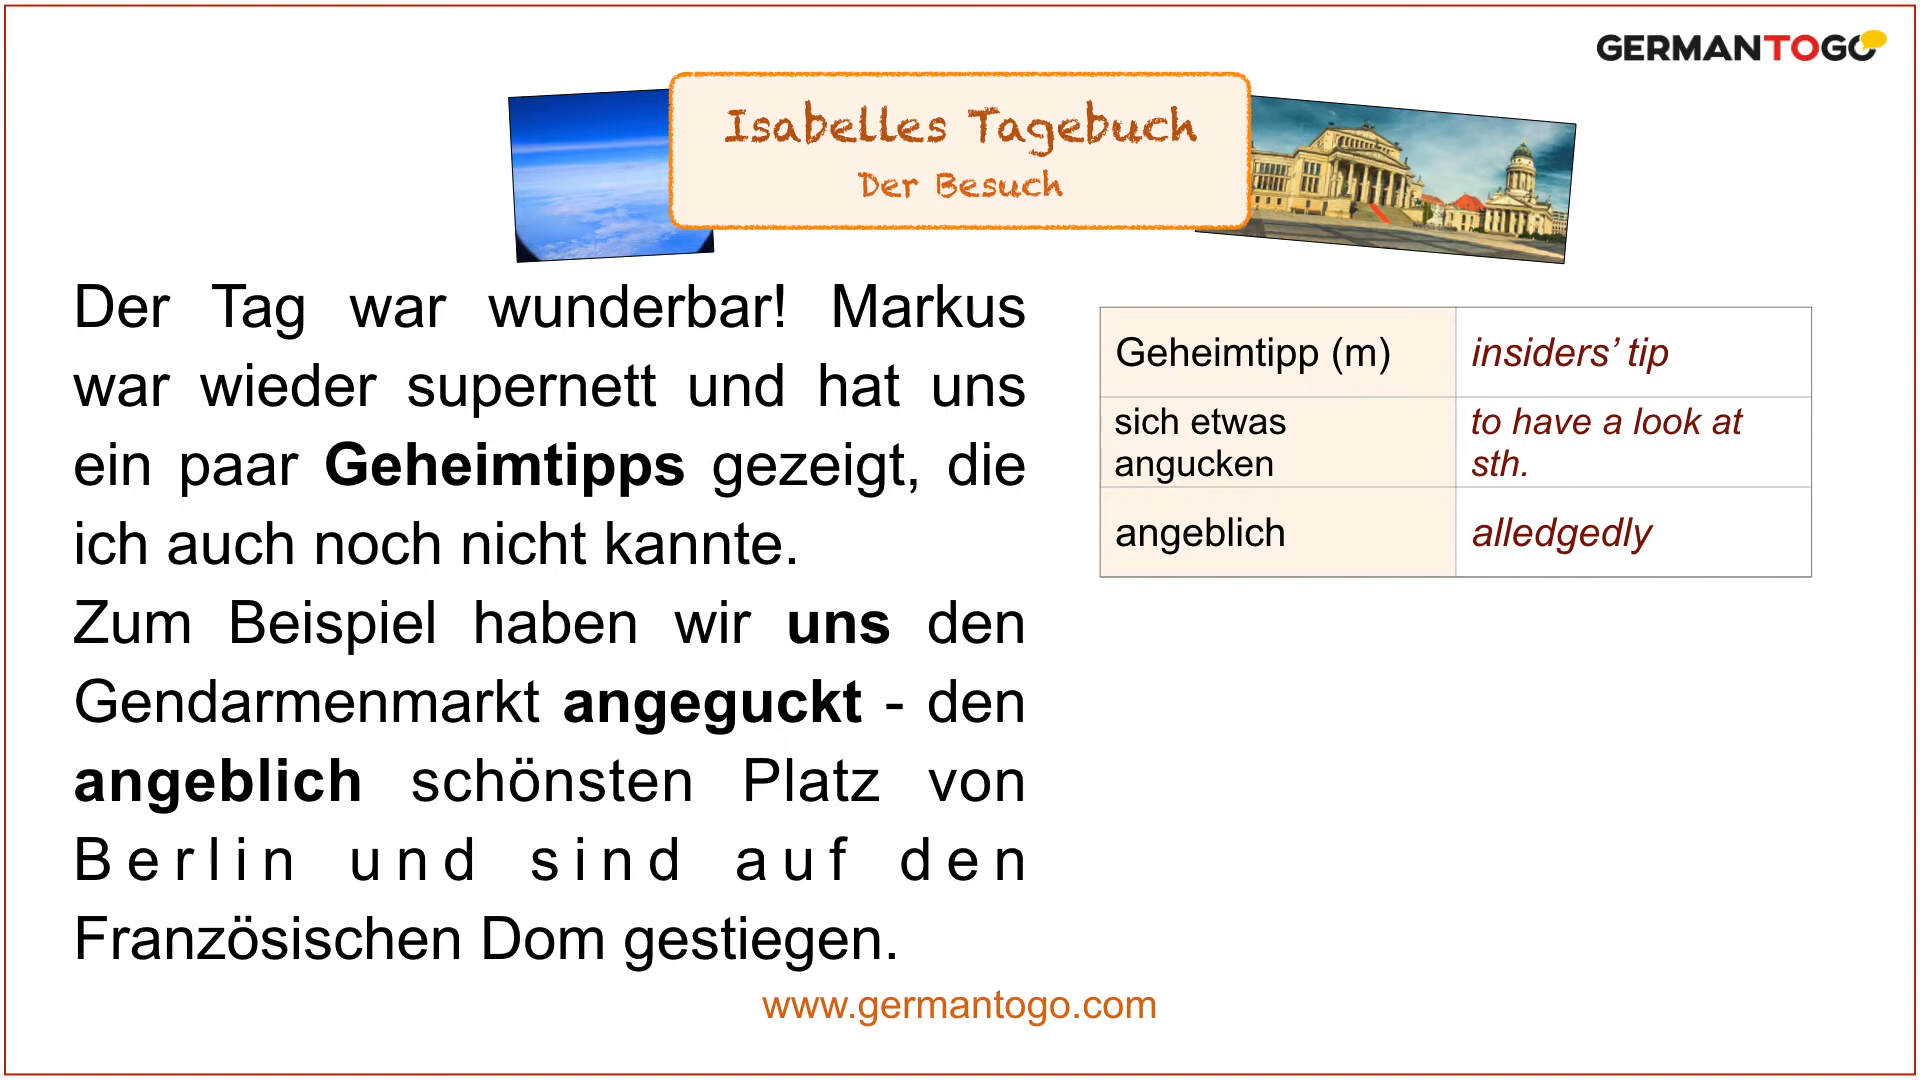 GERMANTOGO
Isabelles Tagebuch
Der Besuch
Der Tag war wunderbar! Markus
war wieder supernett und hat uns
ein paar Geheimtipps gezeigt, die
ich auch noch nicht kannte.
Zum Beispiel haben wir uns den
Gendarmenmarkt angeguckt - den
angeblich schönsten Platz von
Berlin und sind auf den
Französischen Dom gestiegen.
Geheimtipp (m) insiders’ tip
sich etwas angucken to have a look at sth.
angeblich alledgedly
www.germantogo.com